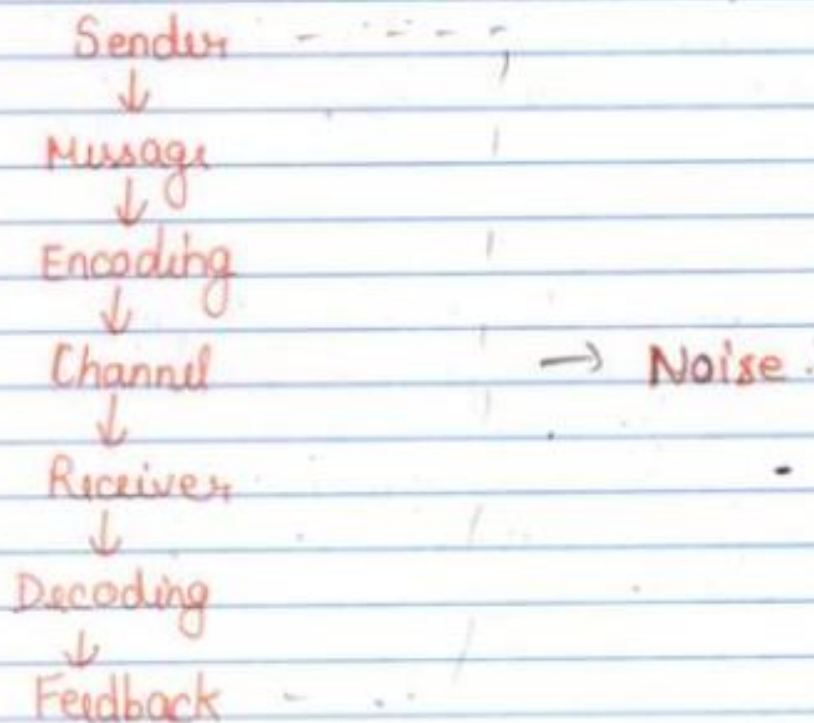 Sender
↓
Message
↓
Encoding
↓
Channel → Noise.
↓
Receiver
↓
Decoding
↓
Feedback